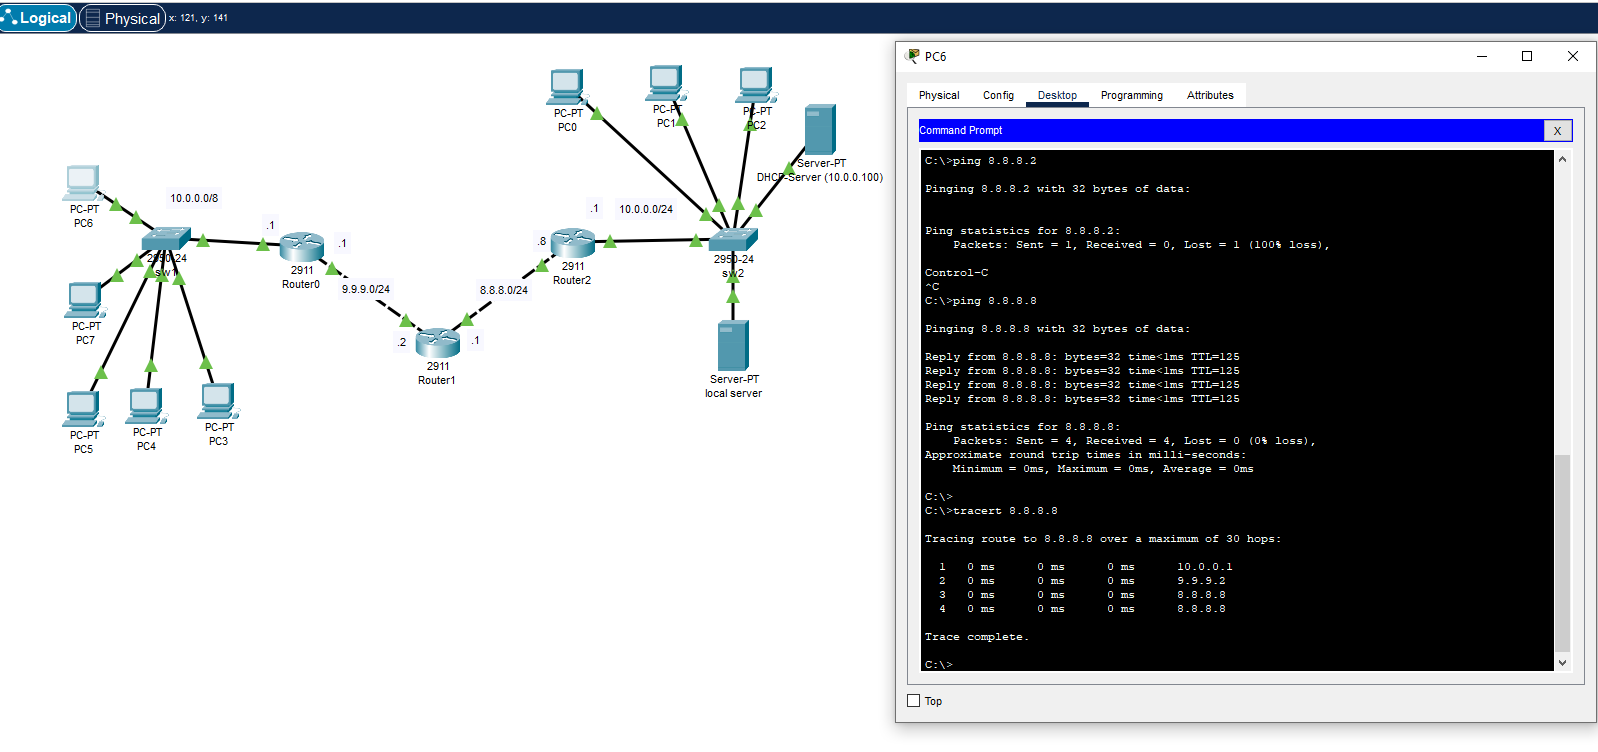 Logical
Physical
x: 121, y: 141
PC-PT
PC0
PC-PT
PC1
PC-PT
PC2
Server-PT
DHCP-Server (10.0.0.100)
PC-PT
PC6
10.0.0.0/8
.1
.1
2950-24
sw1
2911
Router0
PC-PT
PC7
9.9.9.0/24
8.8.8.0/24
.2
.1
2911
Router1
.1
10.0.0.0/24
.8
2911
Router2
2950-24
sw2
Server-PT
local server
PC-PT
PC5
PC-PT
PC4
PC-PT
PC3
PC6
Physical
Config
Desktop
Programming
Attributes
Command Prompt
X
C:\>ping 8.8.8.2
Pinging 8.8.8.2 with 32 bytes of data:
Ping statistics for 8.8.8.2:
Packets: Sent = 1, Received = 0, Lost = 1 (100% loss),
Control-C
^C
C:\>ping 8.8.8.8
Pinging 8.8.8.8 with 32 bytes of data:
Reply from 8.8.8.8: bytes=32 time<1ms TTL=125
Reply from 8.8.8.8: bytes=32 time<1ms TTL=125
Reply from 8.8.8.8: bytes=32 time<1ms TTL=125
Reply from 8.8.8.8: bytes=32 time<1ms TTL=125
Ping statistics for 8.8.8.8:
Packets: Sent = 4, Received = 4, Lost = 0 (0% loss),
Approximate round trip times in milli-seconds:
Minimum = 0ms, Maximum = 0ms, Average = 0ms
C:\>
C:\>tracert 8.8.8.8
Tracing route to 8.8.8.8 over a maximum of 30 hops:
1 0 ms 0 ms 0 ms 10.0.0.1
2 0 ms 0 ms 0 ms 9.9.9.2
3 0 ms 0 ms 0 ms 8.8.8.8
4 0 ms 0 ms 0 ms 8.8.8.8
Trace complete.
C:\>
Top